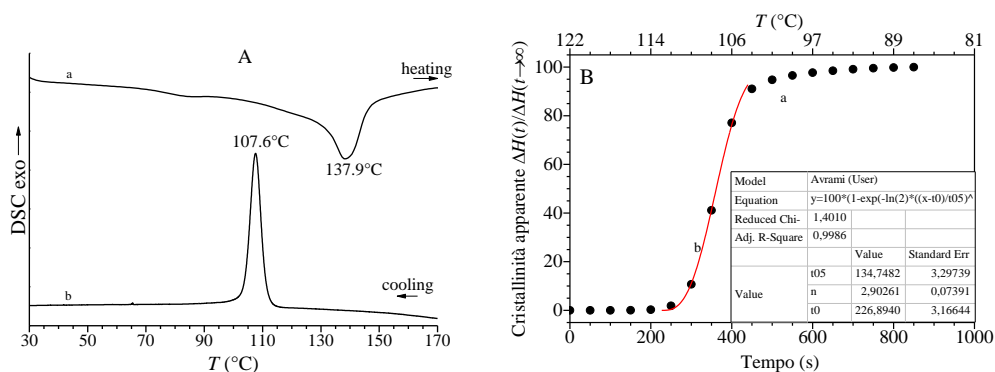 A
a
heating
107.6°C
137.9°C
DSC exo
b
cooling
30 50 70 90 110 130 150 170
T (°C)
T (°C)
122 114 106 97 89 81
B
100
80
60
40
20
0
Cristallinità apparente ΔH(t)/ΔH(t→∞)
a
b
Model Avrami (User)
Equation y=100*(1-exp(-ln(2)*((x-t0)/t05)^
Reduced Chi- 1,4010
Adj. R-Square 0,9986
Value Standard Err
t05 134,7482 3,29739
Value n 2,90261 0,07391
t0 226,8940 3,16644
0 200 400 600 800 1000
Tempo (s)